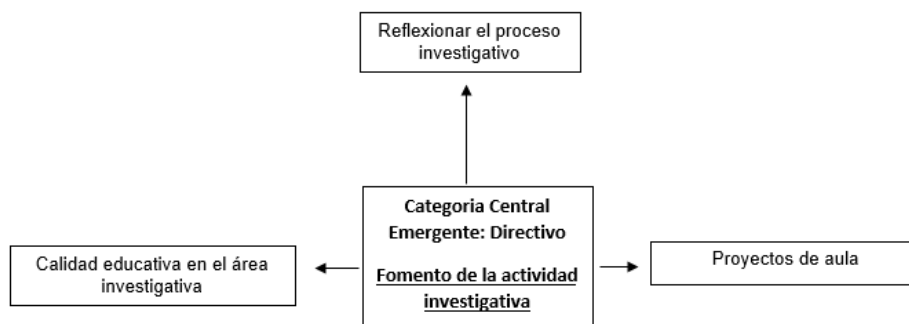 Reflexionar el proceso
investigativo
Categoria Central
Emergente: Directivo
Fomento de la actividad
investigativa
Calidad educativa en el área
investigativa
Proyectos de aula